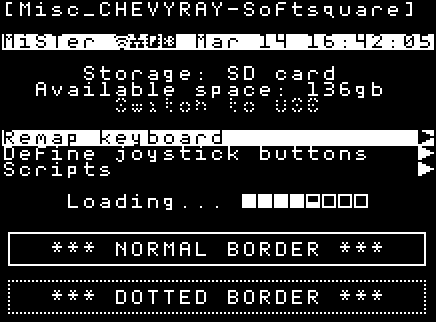 [Misc_CHEVYRAY-Softsquare]
MiSTer Mar 14 16:42:05
Storage: SD card
Available space: 136gb
Switch to USB
Remap keyboard
Define joystick buttons
Scripts
Loading...
*** NORMAL BORDER ***
*** DOTTED BORDER ***